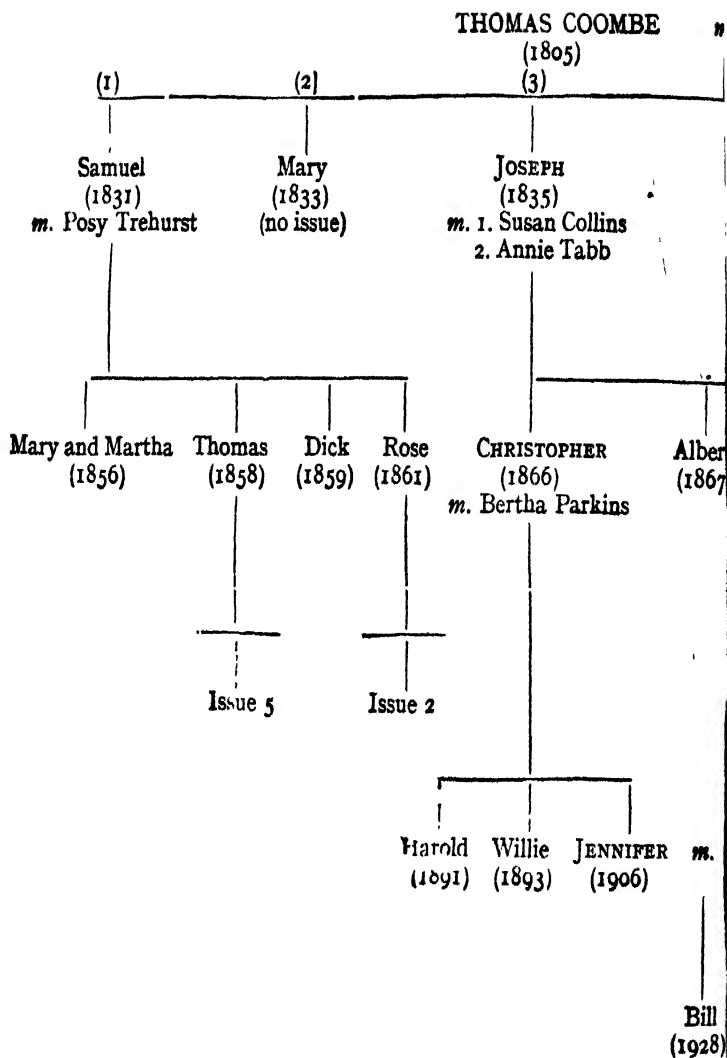 THOMAS COOMBE
(1805)
(1) (2] (3)
Samuel Mary JOSEPH
(1831) (1833) (1835)
m. Posy Trehurst (no issue) m. 1. Susan Collins
2. Annie Tabb
Mary and Martha Thomas Dick Rose CHRISTOPHER Alber
(1856) (1858) (1859) (1861) (1866) (1867
m. Bertha Parkins
Issue 5 Issue 2
Harold Willie JENNIFER m.
(1891) (1893) (1906)
Bill
(1928)